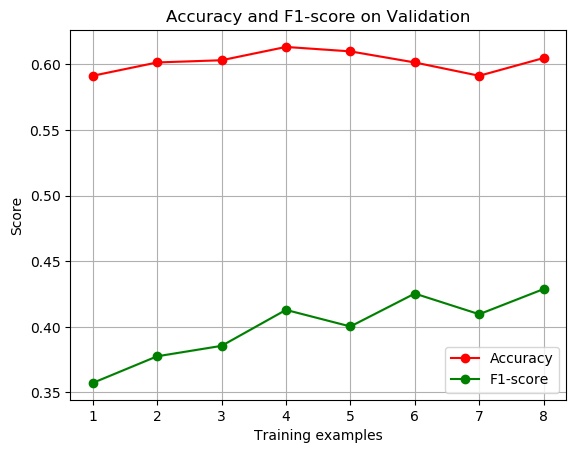 Accuracy and F1-score on Validation
0.60
0.55
0.50
0.45
0.40
0.35
Score
1 2 3 4 5 6 7 8
Training examples
Accuracy
F1-score